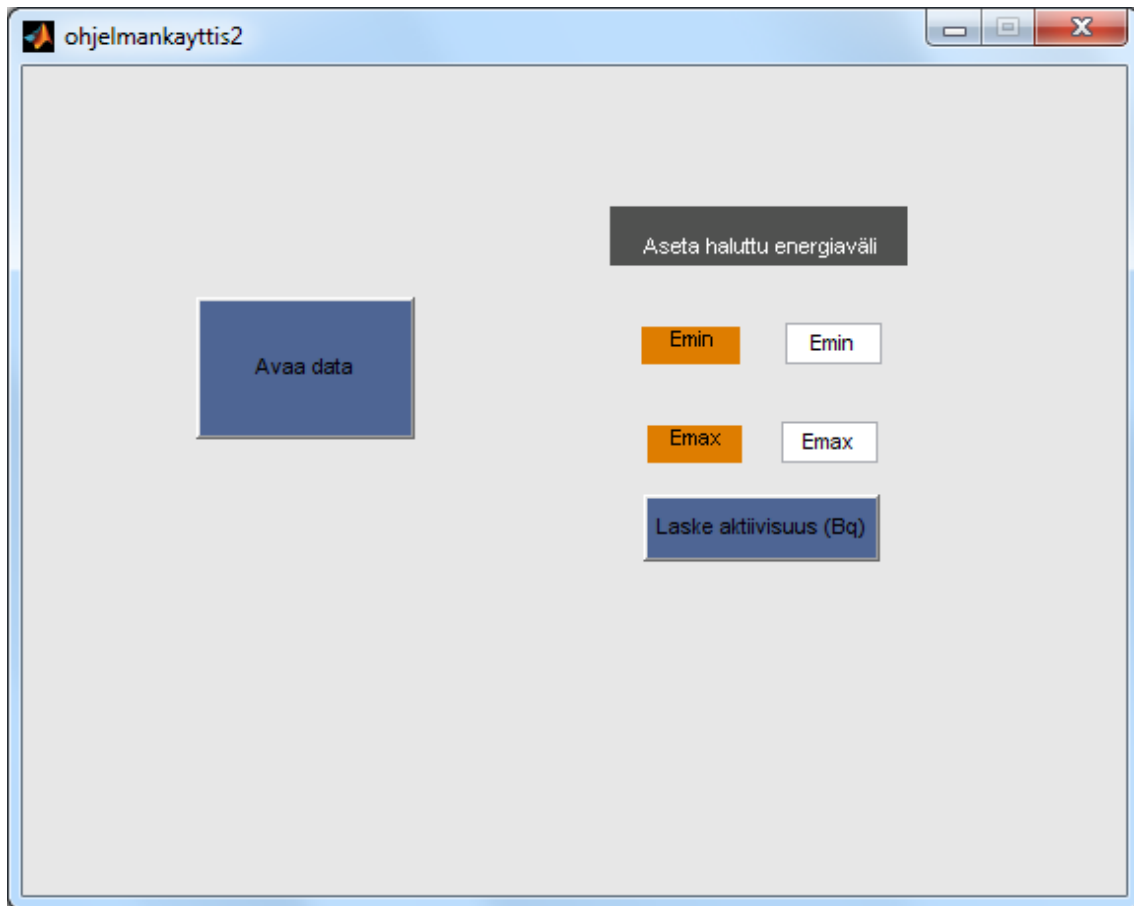 ohjelmankayttis2
Aseta haluttu energiaväli
Avaa data
Emin
Emin
Emax
Emax
Laske aktiivisuus (Bq)